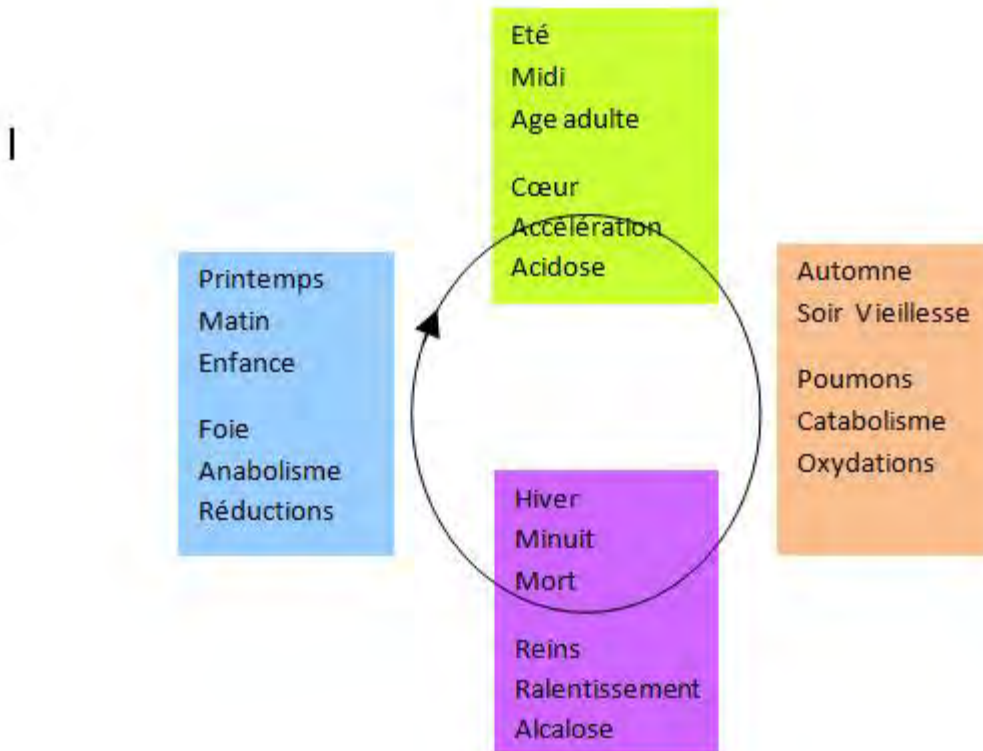 Eté
Midi
Age adulte
Cœur
Accélération
Acidose
Printemps
Matin
Enfance
Foie
Anabolisme
Réductions
Automne
Soir Vieillesse
Poumons
Catabolisme
Oxydations
Hiver
Minuit
Mort
Reins
Ralentissement
Alcalose